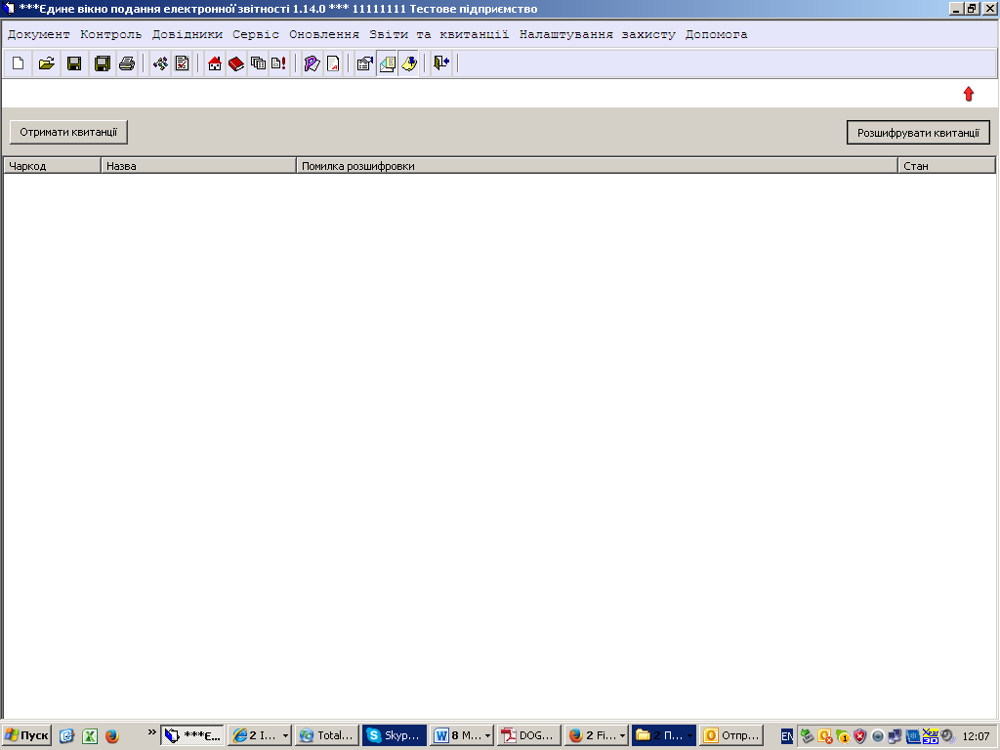 ***Єдине вікно подання електронної звітності 1.14.0 *** 11111111 Тестове підприємство
Документ Контроль Довідники Сервіс Оновлення Звіти та квитанції Налаштування захисту Допомога
Отримати квитанції Розшифрувати квитанції
Чаркод Назва Помилка розшифровки Стан
Пуск » ***Є... 2 I... Total... Skyp... 8 M... DOG... 2 Fi... 2 П... Отпр... EN 12:07